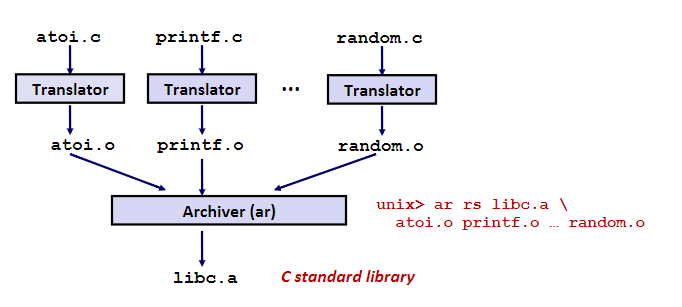 atoi.c printf.c random.c
Translator Translator ... Translator
atoi.o printf.o random.o
Archiver (ar)
unix> ar rs libc.a \
atoi.o printf.o … random.o
libc.a C standard library